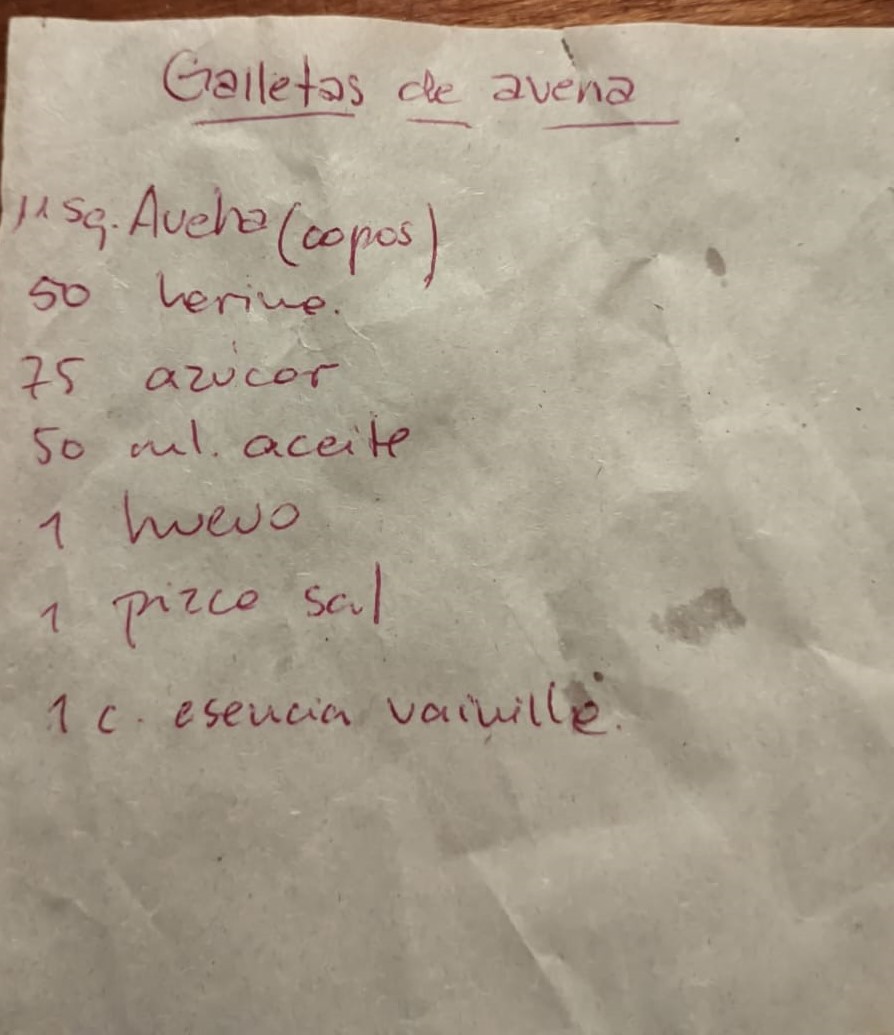 Galletas de avena
115g. Avena (copos)
50 harina.
75 azúcar
50 ml. aceite
1 huevo
1 pizca sal
1 c. esencia vainilla.